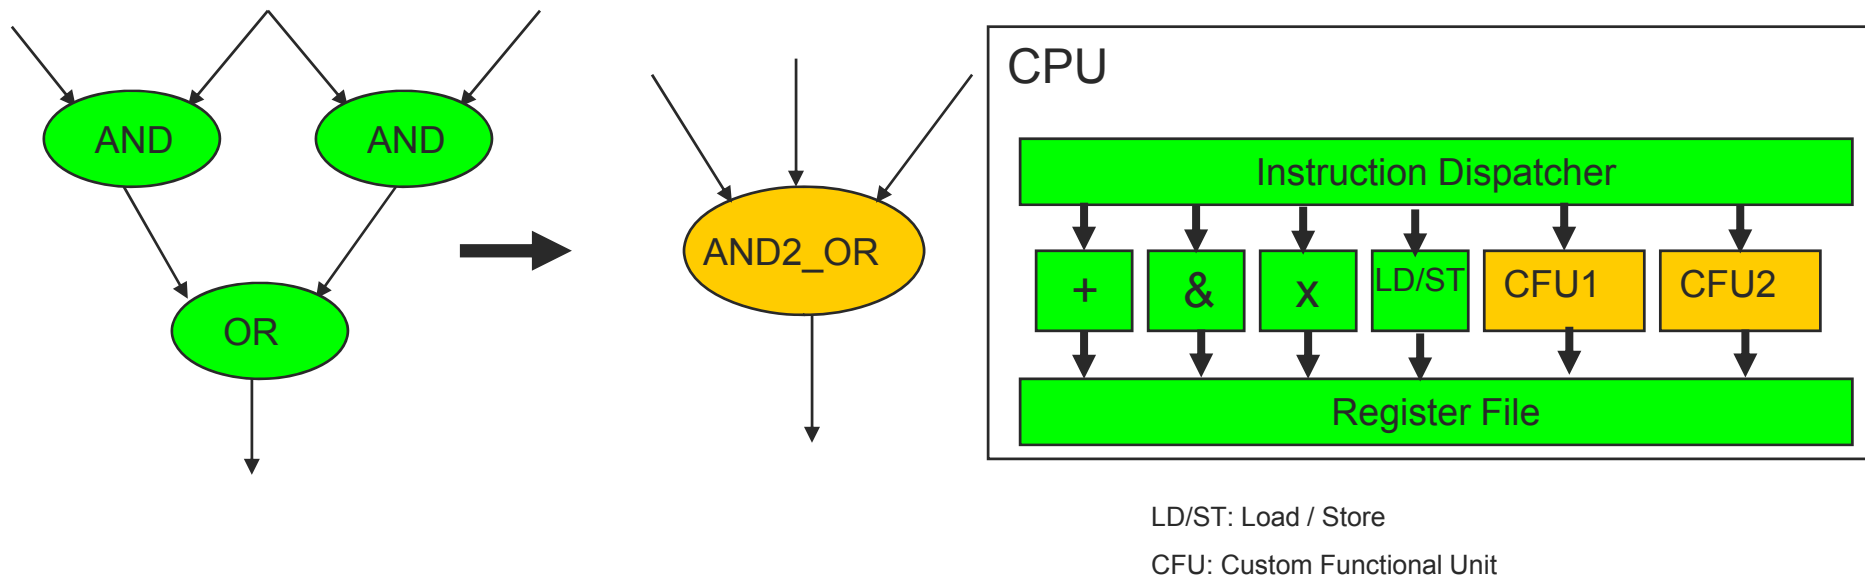 AND
AND
OR
AND2_OR
CPU
Instruction Dispatcher
+
&
x
LD/ST
CFU1
CFU2
Register File
LD/ST: Load / Store
CFU: Custom Functional Unit